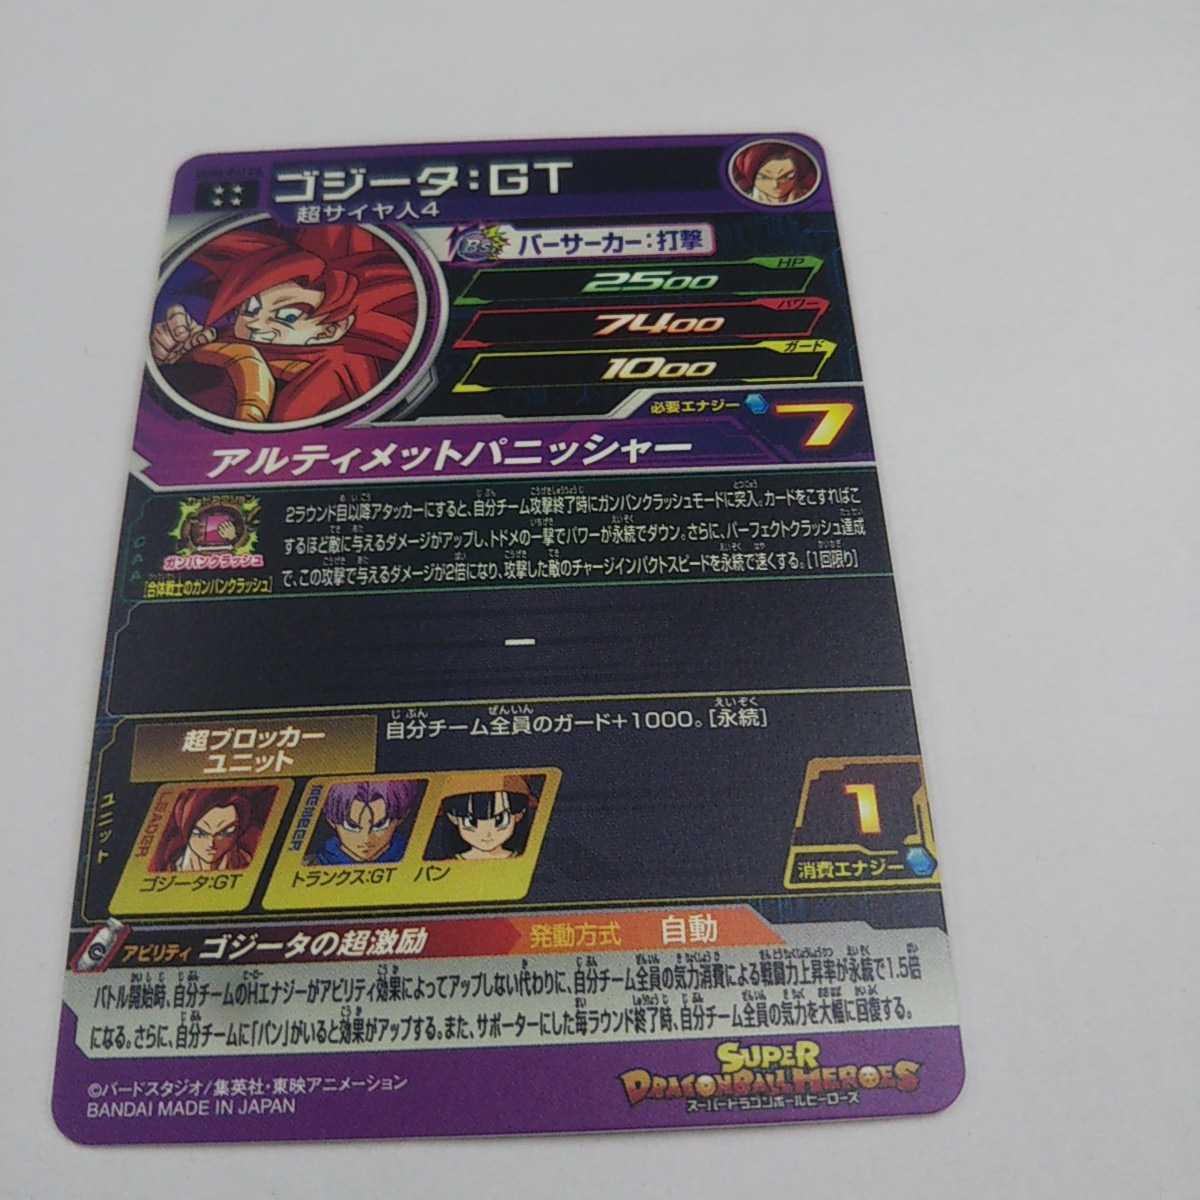 ゴジータ:GT
超サイヤ人4
BS
バーサーカー:打撃
HP
2500
パワー
7400
ガード
1000
必要エナジー
7
アルティメットパニッシャー
CAA
ガンバンクラッシュ
[合体戦士のガンバンクラッシュ]
2ラウンド目以降アタッカーにすると、自分チーム攻撃終了時にガンバンクラッシュモードに突入。カードをこすればこ
するほど敵に与えるダメージがアップし、トドメの一撃でパワーが永続でダウン。さらに、パーフェクトクラッシュ達成
で、この攻撃で与えるダメージが2倍になり、攻撃した敵のチャージインパクトスピードを永続で速くする。[1回限り]
ー
ユニット
超ブロッカー
ユニット
自分チーム全員のガード+1000。[永続]
LEADER
ゴジータ:GT
MEMBER
トランクス:GT
パン
1
消費エナジー
アビリティ
ゴジータの超激励
発動方式
自動
バトル開始時、自分チームのHエナジーがアビリティ効果によってアップしない代わりに、自分チーム全員の気力消費による戦闘力上昇率が永続で1.5倍
になる。さらに、自分チームに「パン」がいると効果がアップする。また、サポーターにした毎ラウンド終了時、自分チーム全員の気力を大幅に回復する。
©バードスタジオ/集英社・東映アニメーション
BANDAI MADE IN JAPAN
SUPER
DRAGONBALL HEROES
スーパードラゴンボールヒーローズ